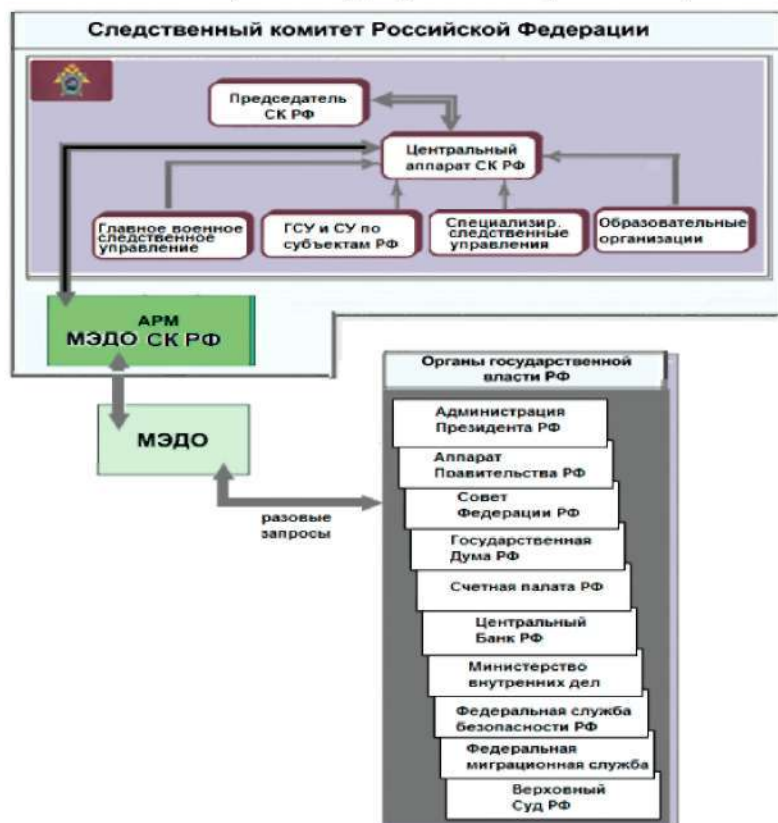 Следственный комитет Российской Федерации
Председатель
СК РФ
Центральный
аппарат СК РФ
Главное военное
следственное
управление
ГСУ и СУ по
субъектам РФ
Специализир.
следственные
управления
Образовательные
организации
АРМ
МЭДО СК РФ
МЭДО
разовые
запросы
Органы государственной
власти РФ
Администрация
Президента РФ
Аппарат
Правительства РФ
Совет
Федерации РФ
Государственная
Дума РФ
Счетная палата РФ
Центральный
Банк РФ
Министерство
внутренних дел
Федеральная служба
безопасности РФ
Федеральная
миграционная служба
Верховный
Суд РФ